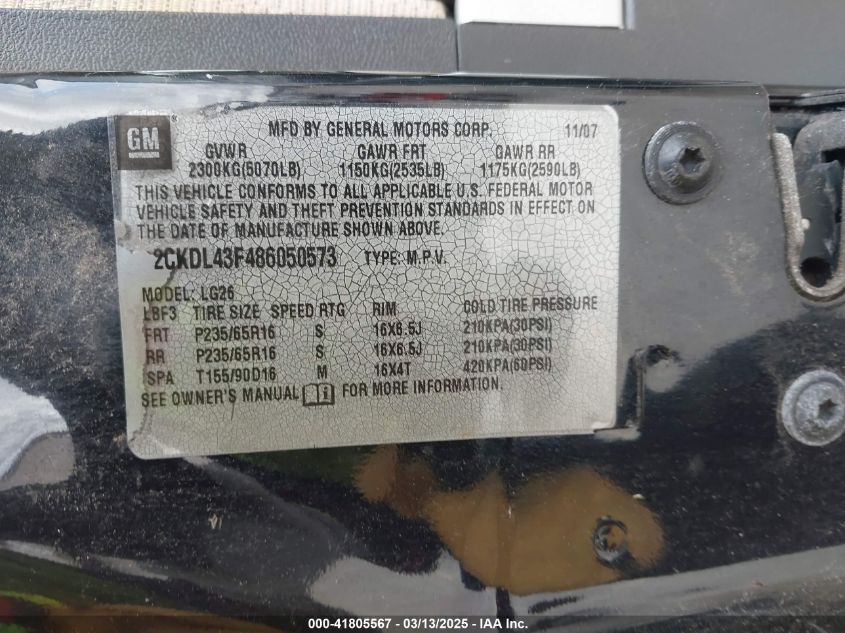 GM
MFD BY GENERAL MOTORS CORP. 11/07
GVWR GAWR FRT GAWR RR
2300KG(5070LB) 1150KG(2535LB) 1175KG(2590LB)
THIS VEHICLE CONFORMS TO ALL APPLICABLE U.S. FEDERAL MOTOR
VEHICLE SAFETY AND THEFT PREVENTION STANDARDS IN EFFECT ON
THE DATE OF MANUFACTURE SHOWN ABOVE.
2CKDL43F486050573 TYPE: M.P.V.
MODEL: LG26
LBF3 TIRE SIZE SPEED RTG RIM COLD TIRE PRESSURE
FRT P235/65R16 S 16X6.5J 210KPA(30PSI)
RR P235/65R16 S 16X6.5J 210KPA(30PSI)
SPA T155/90D16 M 16X4T 420KPA(60PSI)
SEE OWNER'S MANUAL i FOR MORE INFORMATION.
000-41805567 - 03/13/2025 - IAA Inc.